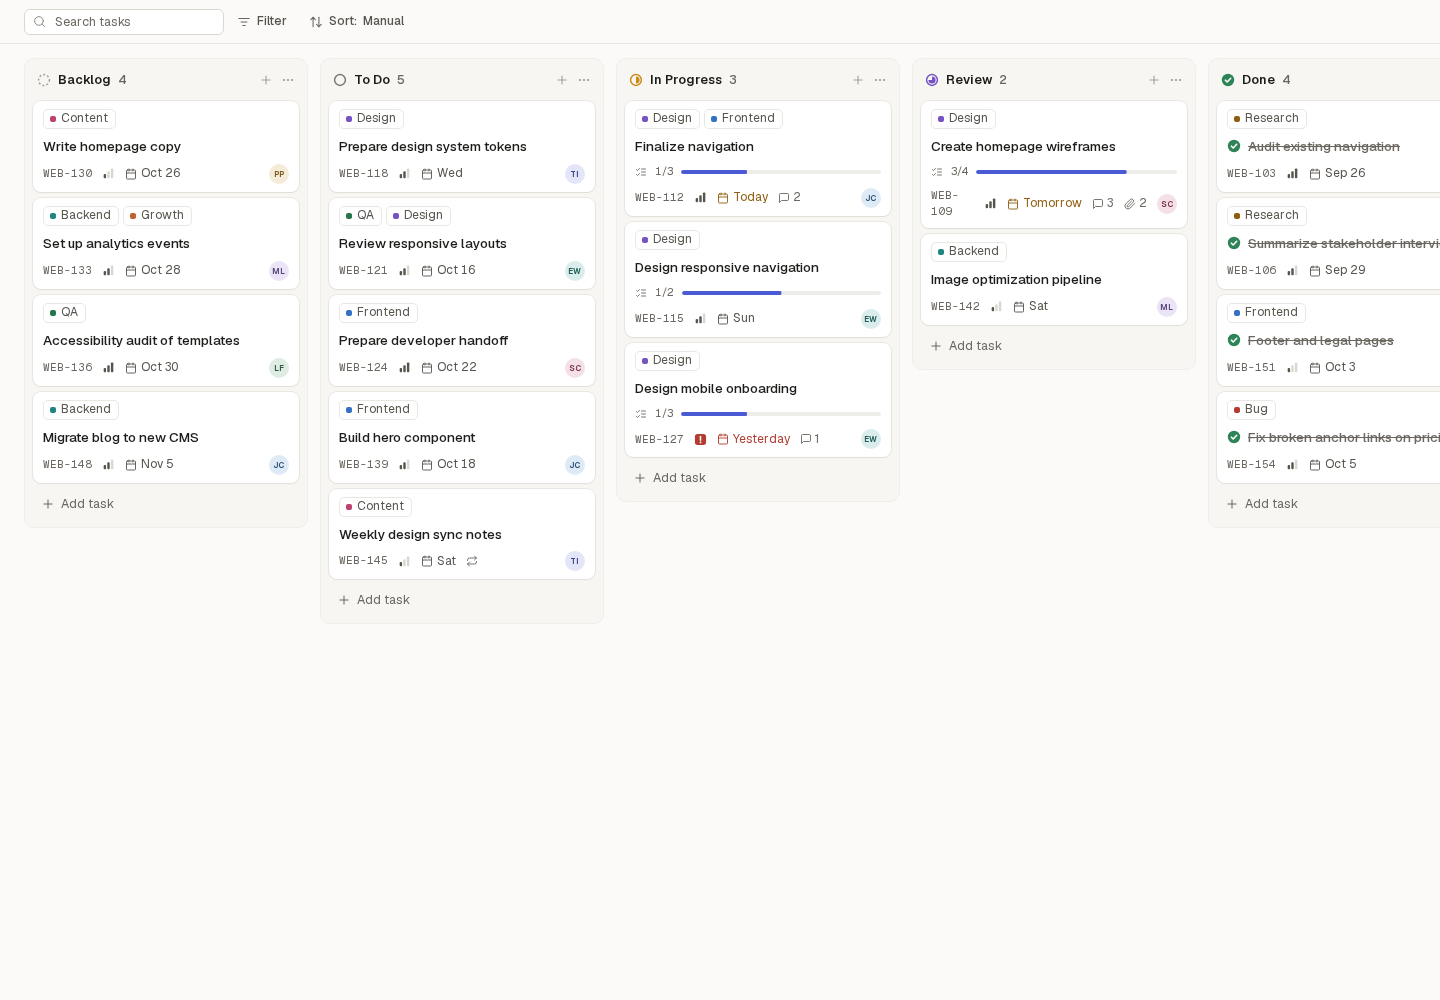 Search tasks
Filter
Sort: Manual
Backlog 4
Content
Write homepage copy
WEB-130 Oct 26 PP
Backend Growth
Set up analytics events
WEB-133 Oct 28 ML
QA
Accessibility audit of templates
WEB-136 Oct 30 LF
Backend
Migrate blog to new CMS
WEB-148 Nov 5 JC
Add task
To Do 5
Design
Prepare design system tokens
WEB-118 Wed TI
QA Design
Review responsive layouts
WEB-121 Oct 16 EW
Frontend
Prepare developer handoff
WEB-124 Oct 22 SC
Frontend
Build hero component
WEB-139 Oct 18 JC
Content
Weekly design sync notes
WEB-145 Sat TI
Add task
In Progress 3
Design Frontend
Finalize navigation
1/3
WEB-112 Today 2 JC
Design
Design responsive navigation
1/2
WEB-115 Sun EW
Design
Design mobile onboarding
1/3
WEB-127 ! Yesterday 1 EW
Add task
Review 2
Design
Create homepage wireframes
3/4
WEB-
109 Tomorrow 3 2 SC
Backend
Image optimization pipeline
WEB-142 Sat ML
Add task
Done 4
Research
Audit existing navigation
WEB-103 Sep 26
Research
Summarize stakeholder intervi
WEB-106 Sep 29
Frontend
Footer and legal pages
WEB-151 Oct 3
Bug
Fix broken anchor links on prici
WEB-154 Oct 5
Add task